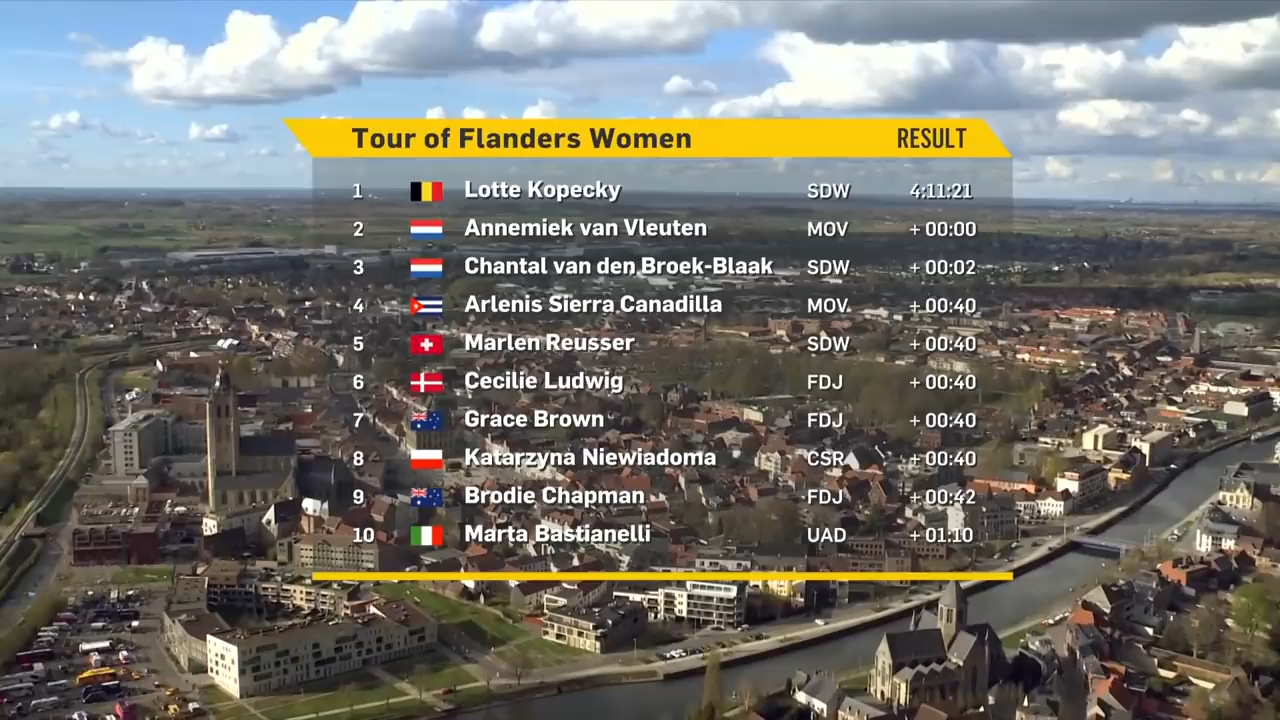 Tour of Flanders Women RESULT
1 Lotte Kopecky SDW 4:11:21
2 Annemiek van Vleuten MOV + 00:00
3 Chantal van den Broek-Blaak SDW + 00:02
4 Arlenis Sierra Canadilla MOV + 00:40
5 Marlen Reusser SDW + 00:40
6 Cecilie Ludwig FDJ + 00:40
7 Grace Brown FDJ + 00:40
8 Katarzyna Niewiadoma CSR + 00:40
9 Brodie Chapman FDJ + 00:42
10 Marta Bastianelli UAD + 01:10